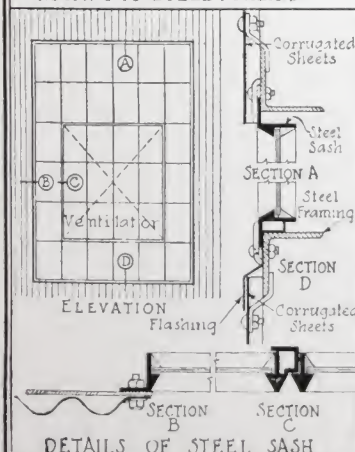 Corrugated
Sheets
A
Steel
Sash
SECTION A
B
C
Steel
Framing
Ventilator
D
SECTION
D
ELEVATION
Flashing
Corrugated
Sheets
SECTION
B
SECTION
C
DETAILS OF STEEL SASH